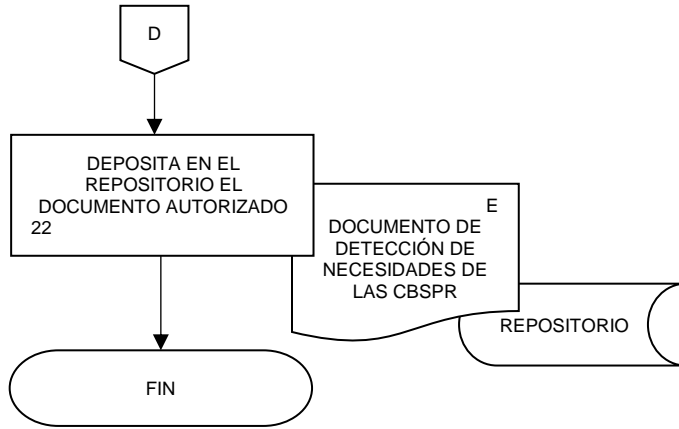 D
DEPOSITA EN EL
REPOSITORIO EL
DOCUMENTO AUTORIZADO
22
E
DOCUMENTO DE
DETECCIÓN DE
NECESIDADES DE
LAS CBSPR
REPOSITORIO
FIN